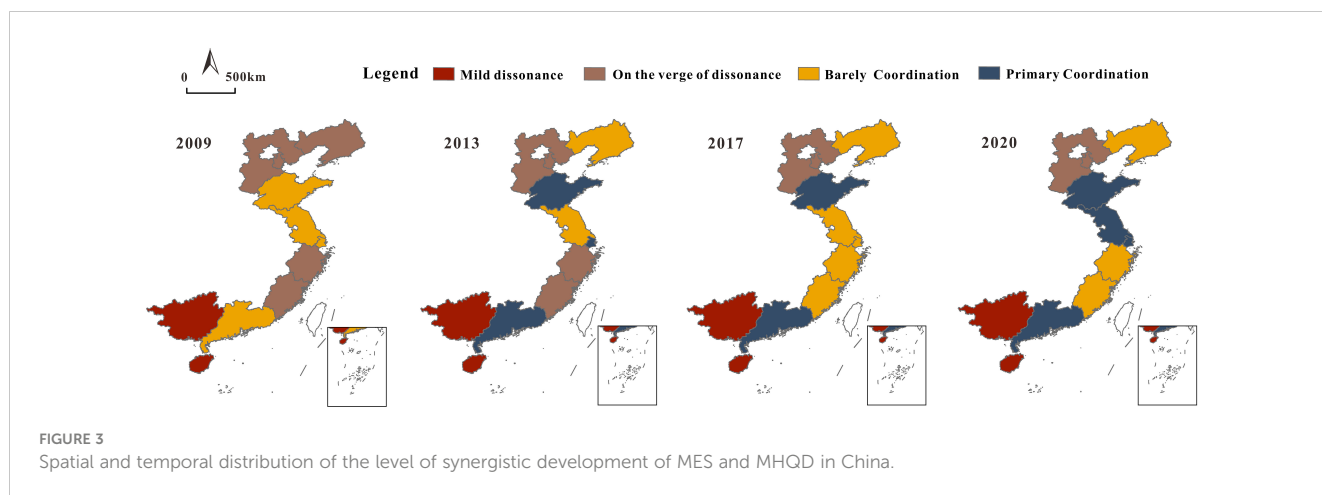 0 500km
Legend Mild dissonance On the verge of dissonance Barely Coordination Primary Coordination
2009 2013 2017 2020
FIGURE 3
Spatial and temporal distribution of the level of synergistic development of MES and MHQD in China.